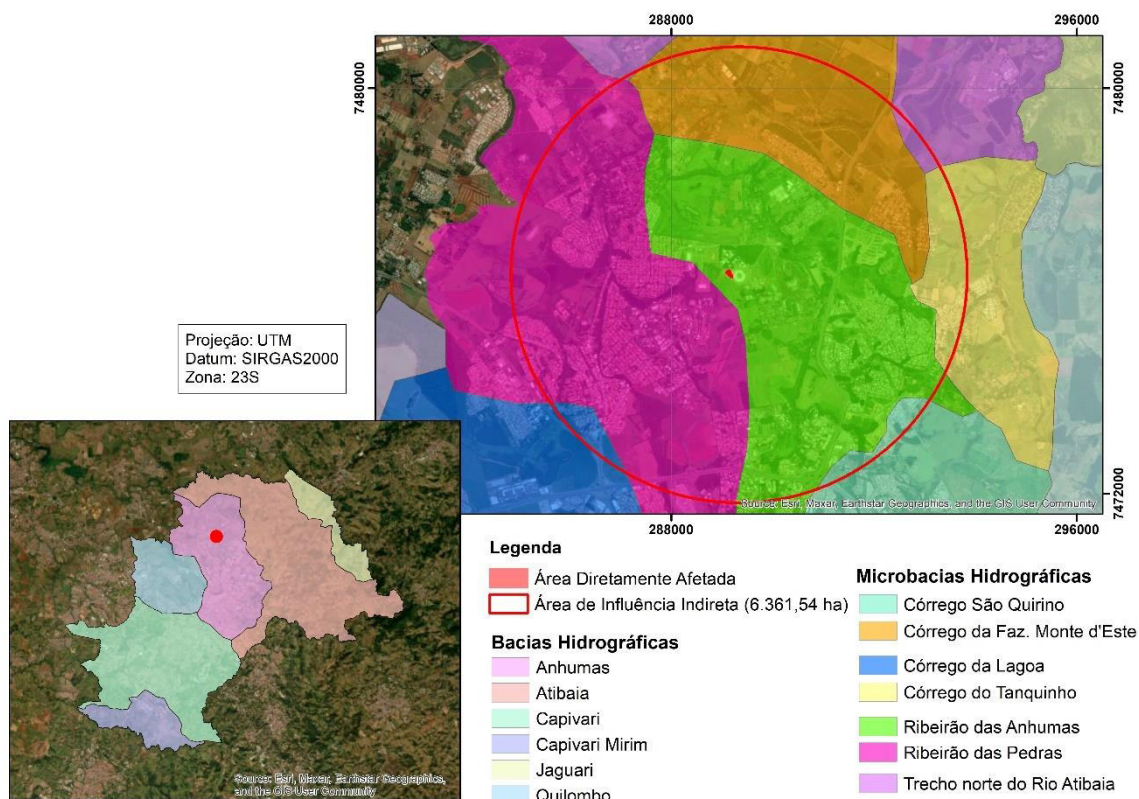 288000
296000
7480000
7480000
Projeção: UTM
Datum: SIRGAS2000
Zona: 23S
7472000
Source: Esri, Maxar, Earthstar Geographics, and the GIS User Community
288000
296000
Source: Esri, Maxar, Earthstar Geographics,
and the GIS User Community
Legenda
Área Diretamente Afetada
Área de Influência Indireta (6.361,54 ha)
Bacias Hidrográficas
Anhumas
Atibaia
Capivari
Capivari Mirim
Jaguari
Quilombo
Microbacias Hidrográficas
Córrego São Quirino
Córrego da Faz. Monte d'Este
Córrego da Lagoa
Córrego do Tanquinho
Ribeirão das Anhumas
Ribeirão das Pedras
Trecho norte do Rio Atibaia